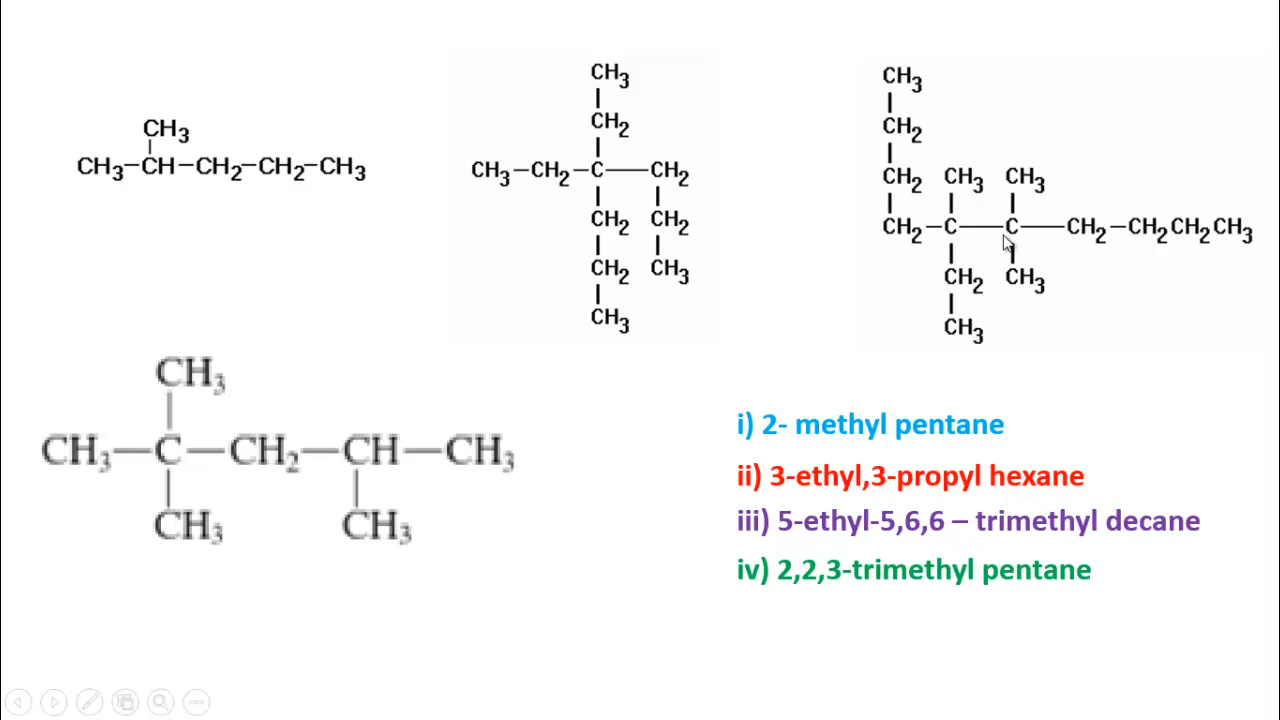 CH3
CH3-CH-CH2-CH2-CH3
CH3
CH2
CH3-CH2-C-CH2
CH2 CH2
CH2 CH3
CH3
CH3
CH2
CH2 CH3 CH3
CH2-C-C-CH2-CH2CH2CH3
CH2 CH3
CH3
CH3
CH3-C-CH2-CH-CH3
CH3 CH3
i) 2- methyl pentane
ii) 3-ethyl,3-propyl hexane
iii) 5-ethyl-5,6,6 – trimethyl decane
iv) 2,2,3-trimethyl pentane